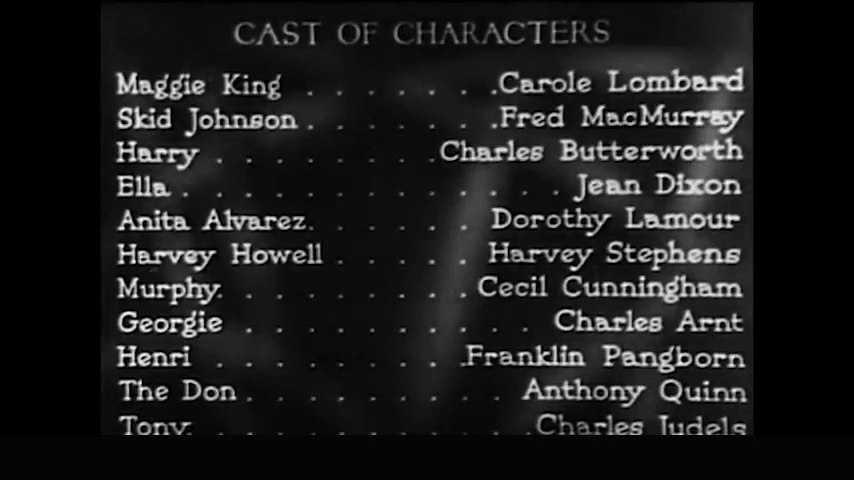 CAST OF CHARACTERS
Maggie King . . . . . . . Carole Lombard
Skid Johnson . . . . . . . Fred MacMurray
Harry . . . . . . . . Charles Butterworth
Ella . . . . . . . . . . . . . Jean Dixon
Anita Alvarez . . . . . . Dorothy Lamour
Harvey Howell . . . . . Harvey Stephens
Murphy . . . . . . . . Cecil Cunningham
Georgie . . . . . . . . . . Charles Arnt
Henri . . . . . . . . . Franklin Pangborn
The Don . . . . . . . . . Anthony Quinn
Tony . . . . . . . . . . . Charles Judels